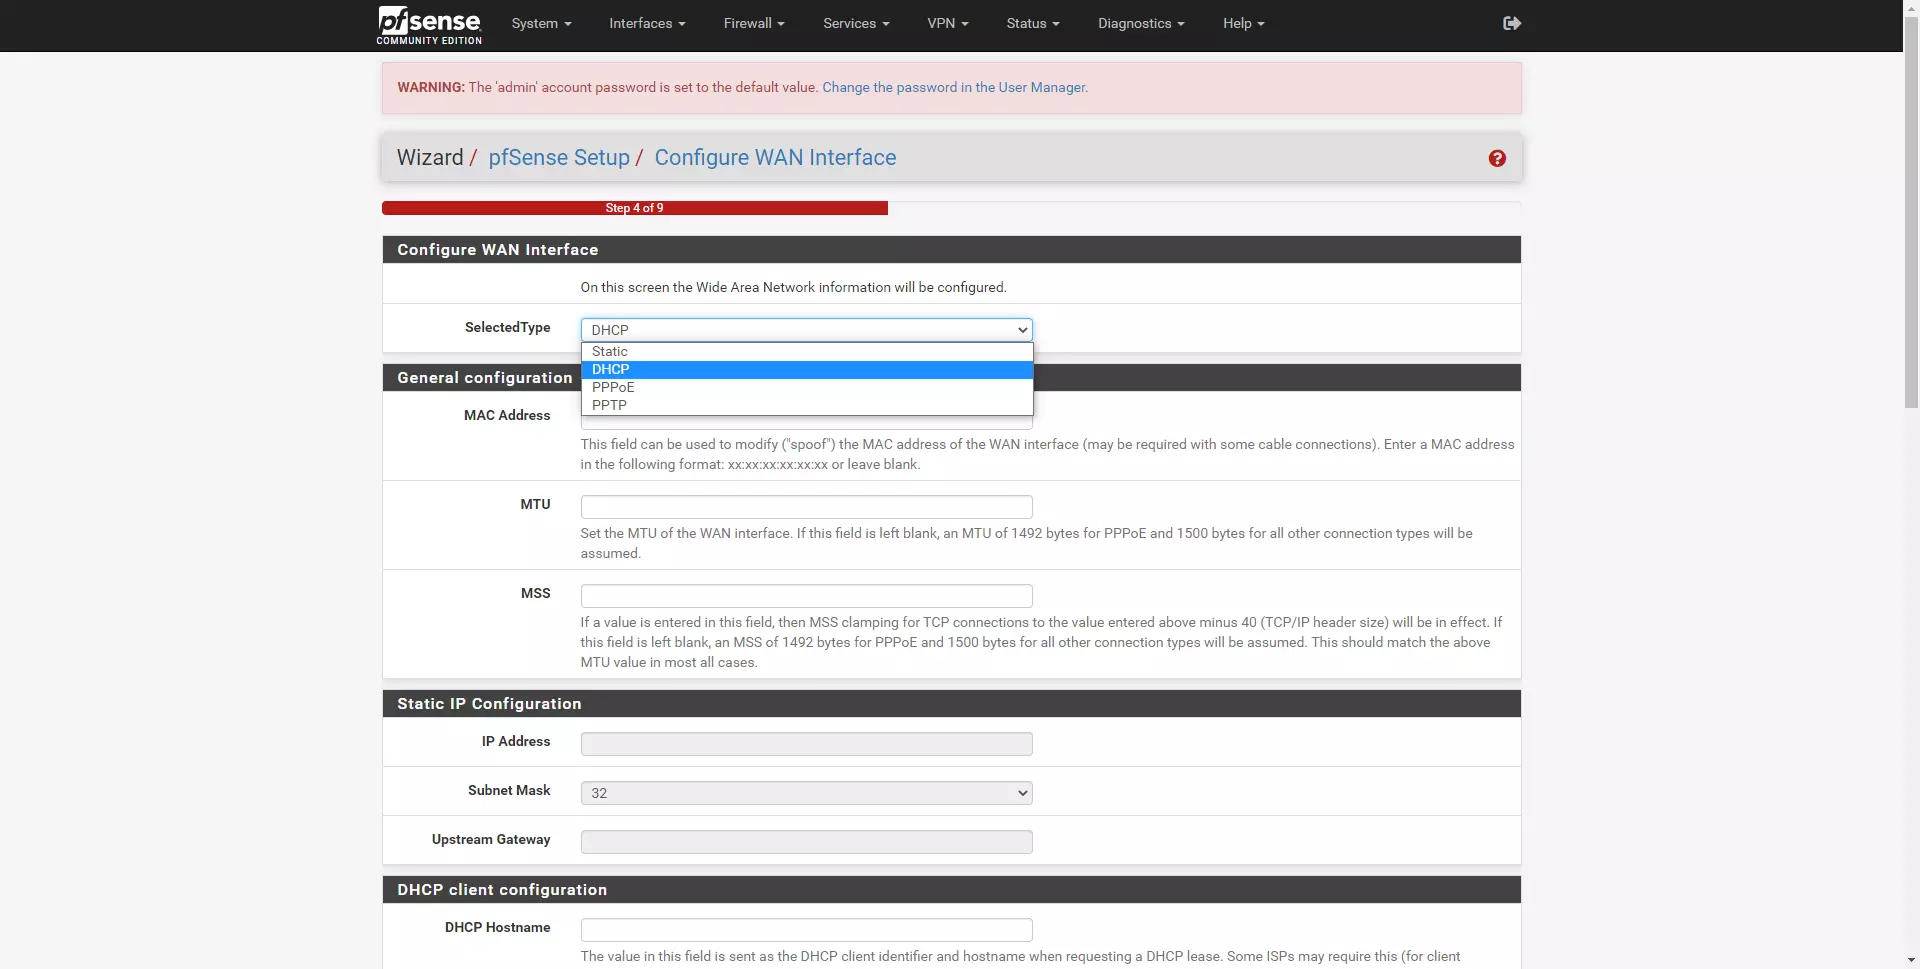 pfsense
COMMUNITY EDITION
System
Interfaces
Firewall
Services
VPN
Status
Diagnostics
Help
WARNING: The 'admin' account password is set to the default value. Change the password in the User Manager.
Wizard / pfSense Setup / Configure WAN Interface
Step 4 of 9
Configure WAN Interface
On this screen the Wide Area Network information will be configured.
SelectedType
DHCP
Static
DHCP
PPPoE
PPTP
General configuration
MAC Address
This field can be used to modify ("spoof") the MAC address of the WAN interface (may be required with some cable connections). Enter a MAC address
in the following format: xx:xx:xx:xx:xx:xx or leave blank.
MTU
Set the MTU of the WAN interface. If this field is left blank, an MTU of 1492 bytes for PPPoE and 1500 bytes for all other connection types will be
assumed.
MSS
If a value is entered in this field, then MSS clamping for TCP connections to the value entered above minus 40 (TCP/IP header size) will be in effect. If
this field is left blank, an MSS of 1492 bytes for PPPoE and 1500 bytes for all other connection types will be assumed. This should match the above
MTU value in most all cases.
Static IP Configuration
IP Address
Subnet Mask
32
Upstream Gateway
DHCP client configuration
DHCP Hostname
The value in this field is sent as the DHCP client identifier and hostname when requesting a DHCP lease. Some ISPs may require this (for client